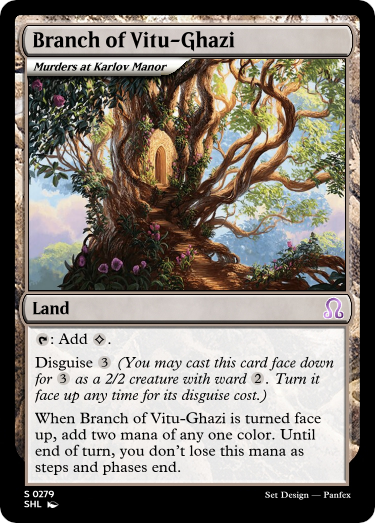 Branch of Vitu-Ghazi
Murders at Karlov Manor
Land
: Add .
Disguise 3 (You may cast this card face down
for 3 as a 2/2 creature with ward 2. Turn it
face up any time for its disguise cost.)
When Branch of Vitu-Ghazi is turned face
up, add two mana of any one color. Until
end of turn, you don't lose this mana as
steps and phases end.
S 0279
SHL
Set Design — Panfex